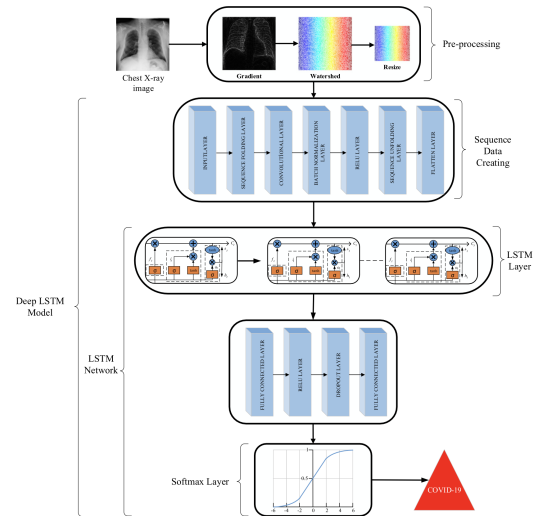 Chest X-ray
image
Gradient
Watershed
Resize
Pre-processing
INPUTLAYER
SEQUENCE FOLDING LAYER
CONVOLUTIONAL LAYER
BATCH NORMALIZATION
LAYER
RELU LAYER
SEQUENCE UNFOLDING
LAYER
FLATTEN LAYER
Sequence
Data
Creating
LSTM
Layer
Deep LSTM
Model
LSTM
Network
FULLY CONNECTED LAYER
RELU LAYER
DROPOUT LAYER
FULLY CONNECTED LAYER
Softmax Layer
1
0.5
-6 -4 -2 0 2 4 6
COVID-19